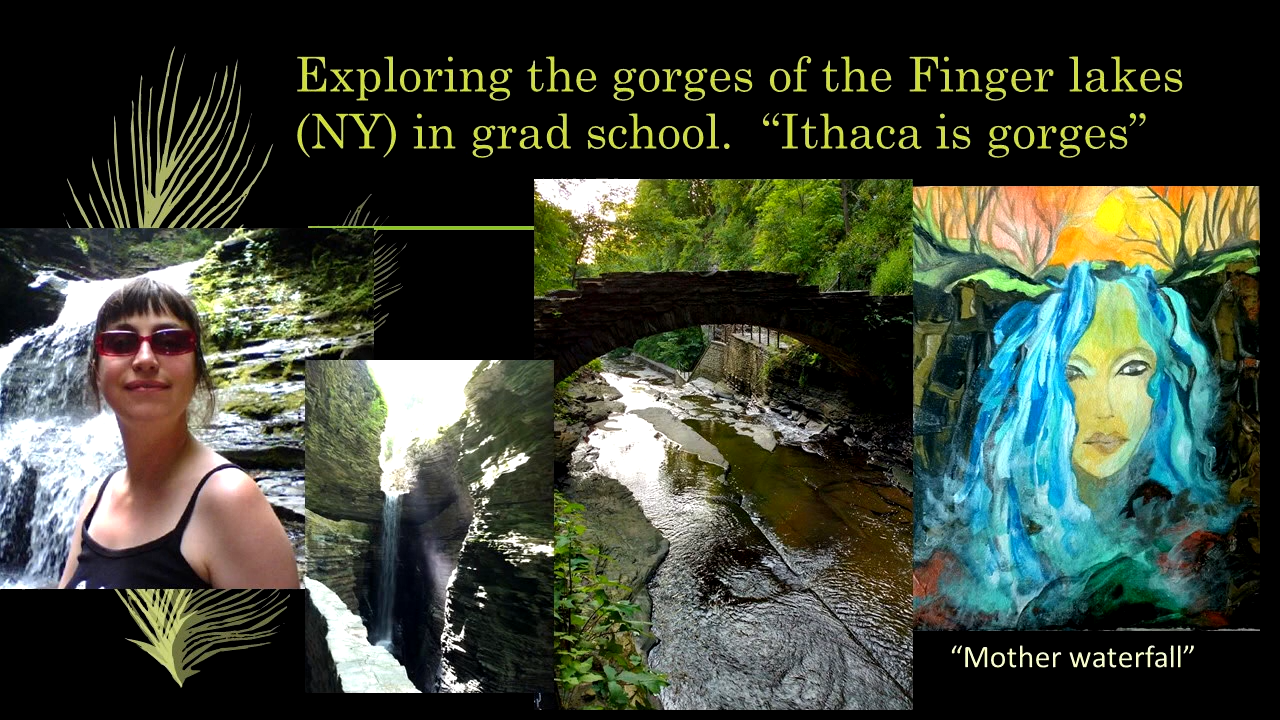 Exploring the gorges of the Finger lakes
(NY) in grad school.  “Ithaca is gorges”
“Mother waterfall”